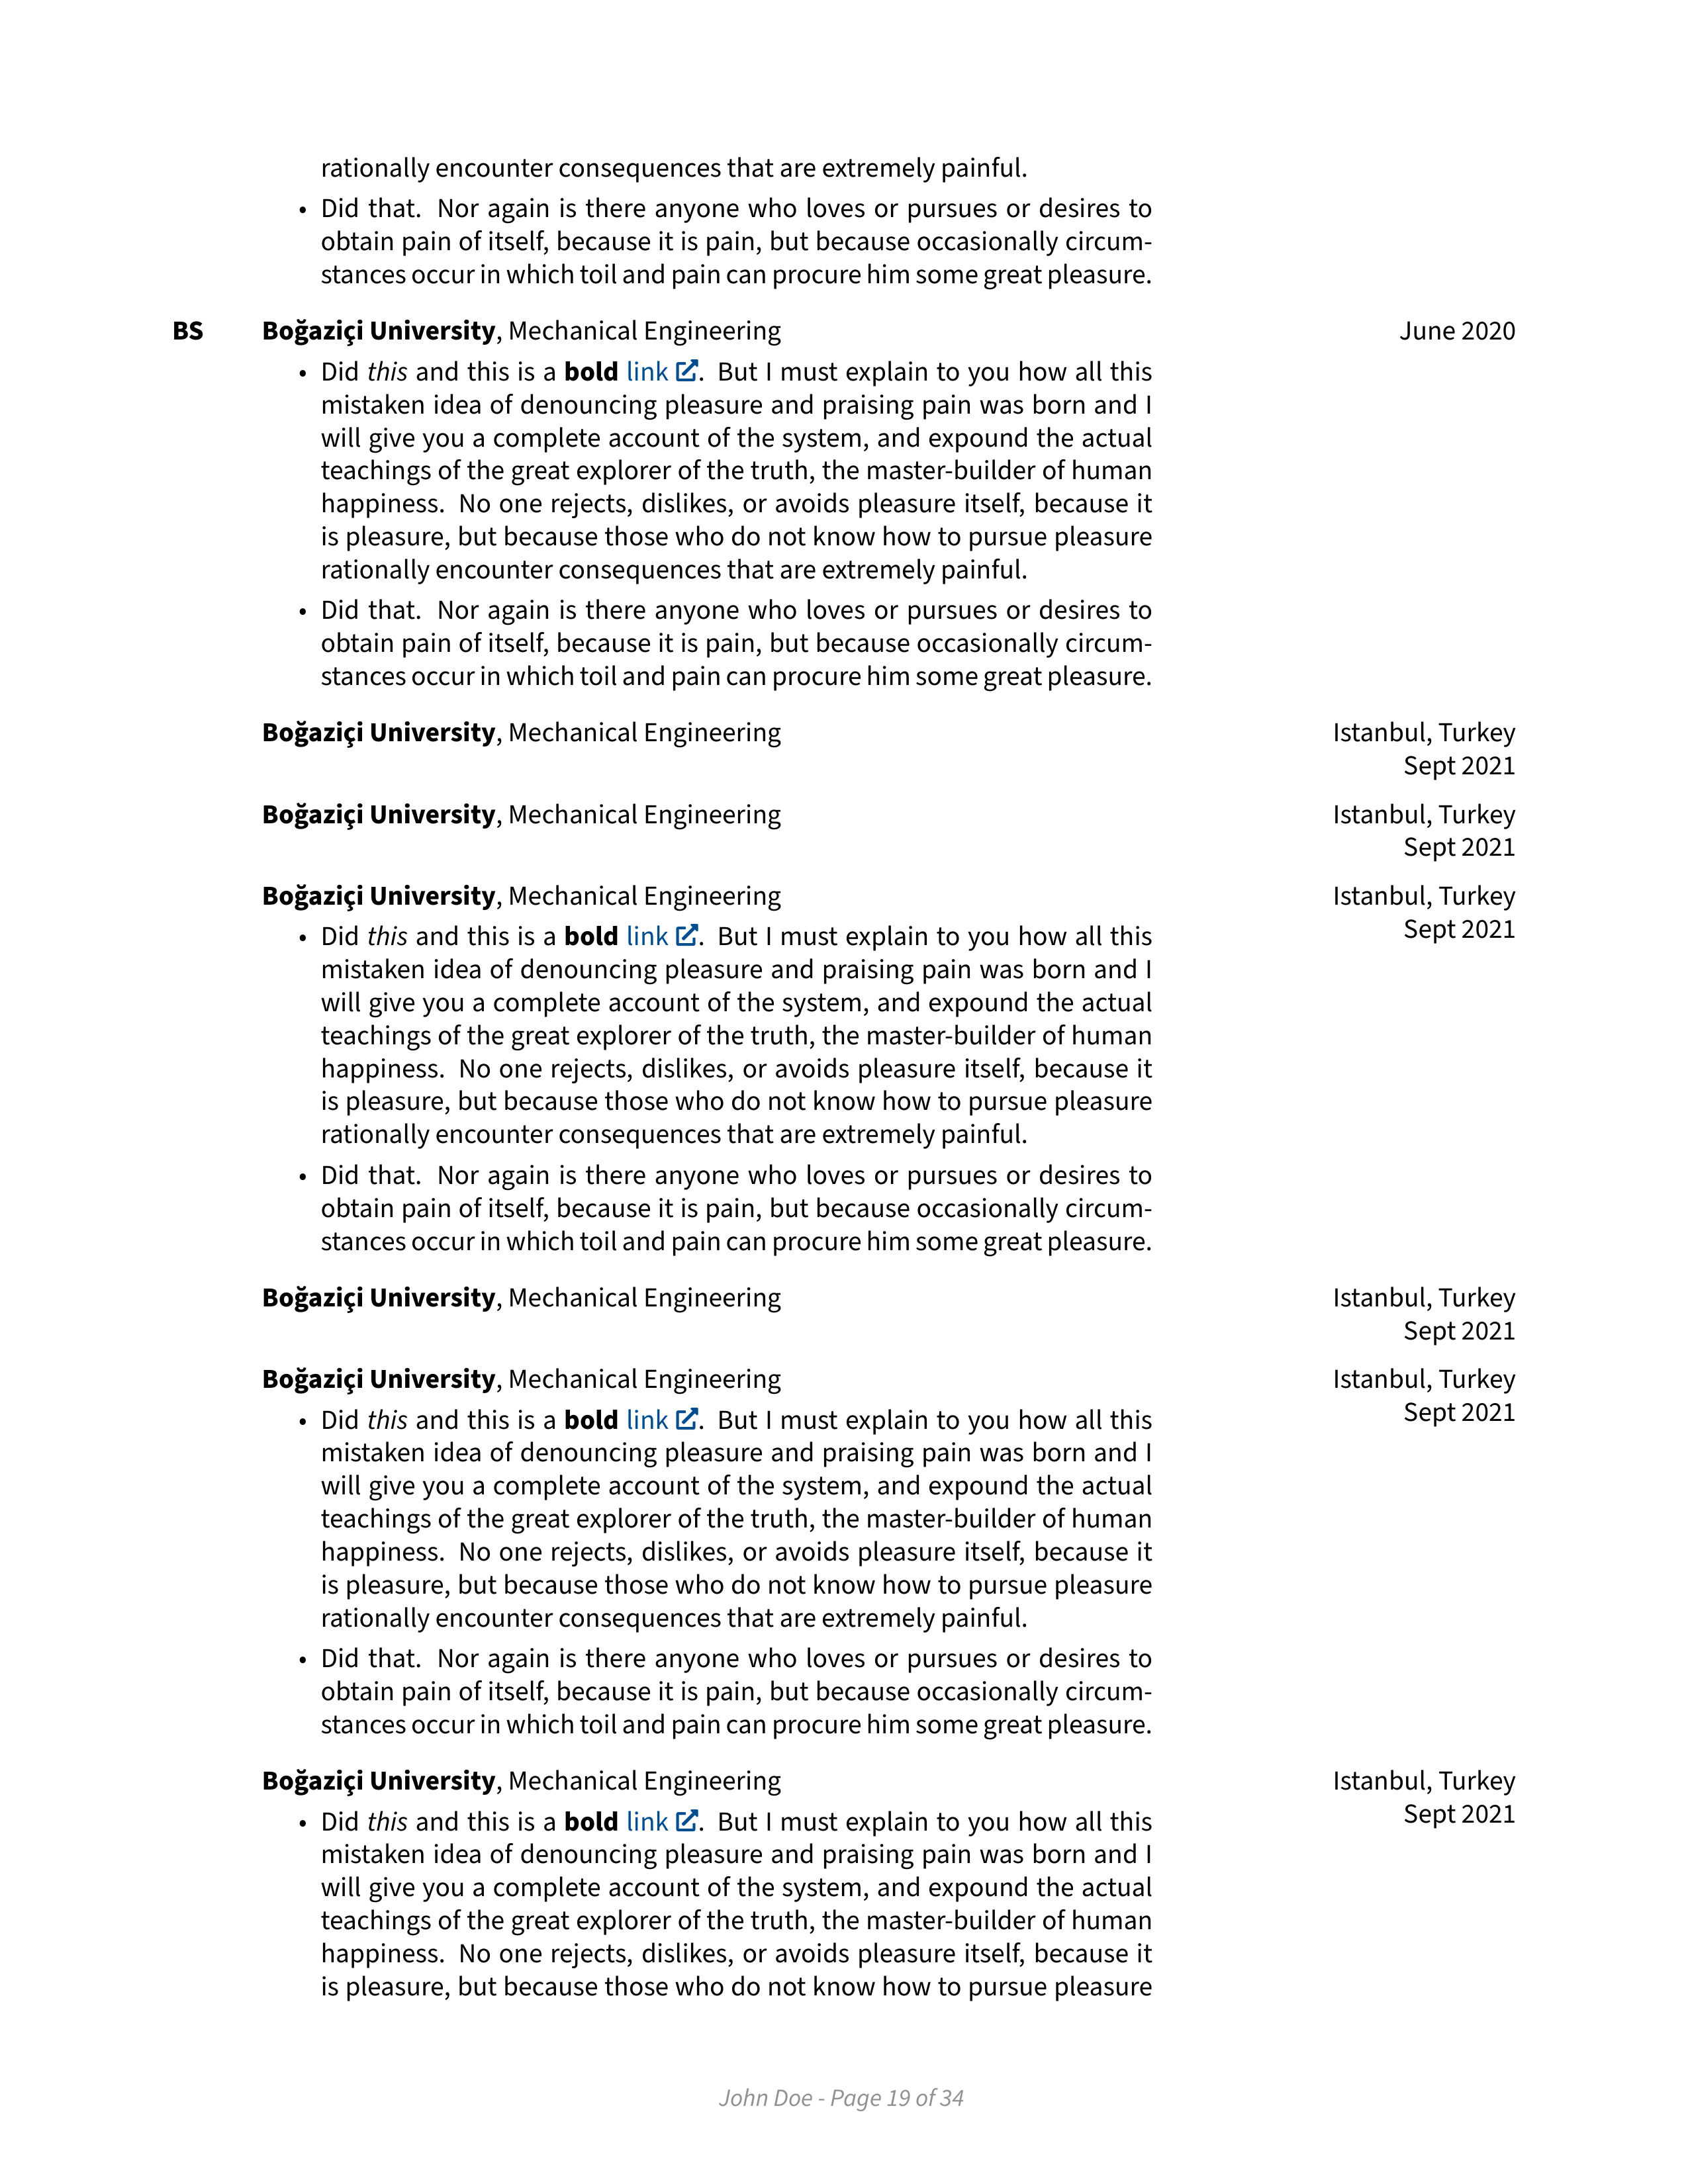 rationally encounter consequences that are extremely painful.
• Did that. Nor again is there anyone who loves or pursues or desires to
obtain pain of itself, because it is pain, but because occasionally circum-
stances occur in which toil and pain can procure him some great pleasure.
BS Boğaziçi University, Mechanical Engineering June 2020
• Did this and this is a bold link. But I must explain to you how all this
mistaken idea of denouncing pleasure and praising pain was born and I
will give you a complete account of the system, and expound the actual
teachings of the great explorer of the truth, the master-builder of human
happiness. No one rejects, dislikes, or avoids pleasure itself, because it
is pleasure, but because those who do not know how to pursue pleasure
rationally encounter consequences that are extremely painful.
• Did that. Nor again is there anyone who loves or pursues or desires to
obtain pain of itself, because it is pain, but because occasionally circum-
stances occur in which toil and pain can procure him some great pleasure.
Boğaziçi University, Mechanical Engineering Istanbul, Turkey
Sept 2021
Boğaziçi University, Mechanical Engineering Istanbul, Turkey
Sept 2021
Boğaziçi University, Mechanical Engineering Istanbul, Turkey
Sept 2021
• Did this and this is a bold link. But I must explain to you how all this
mistaken idea of denouncing pleasure and praising pain was born and I
will give you a complete account of the system, and expound the actual
teachings of the great explorer of the truth, the master-builder of human
happiness. No one rejects, dislikes, or avoids pleasure itself, because it
is pleasure, but because those who do not know how to pursue pleasure
rationally encounter consequences that are extremely painful.
• Did that. Nor again is there anyone who loves or pursues or desires to
obtain pain of itself, because it is pain, but because occasionally circum-
stances occur in which toil and pain can procure him some great pleasure.
Boğaziçi University, Mechanical Engineering Istanbul, Turkey
Sept 2021
Boğaziçi University, Mechanical Engineering Istanbul, Turkey
Sept 2021
• Did this and this is a bold link. But I must explain to you how all this
mistaken idea of denouncing pleasure and praising pain was born and I
will give you a complete account of the system, and expound the actual
teachings of the great explorer of the truth, the master-builder of human
happiness. No one rejects, dislikes, or avoids pleasure itself, because it
is pleasure, but because those who do not know how to pursue pleasure
rationally encounter consequences that are extremely painful.
• Did that. Nor again is there anyone who loves or pursues or desires to
obtain pain of itself, because it is pain, but because occasionally circum-
stances occur in which toil and pain can procure him some great pleasure.
Boğaziçi University, Mechanical Engineering Istanbul, Turkey
Sept 2021
• Did this and this is a bold link. But I must explain to you how all this
mistaken idea of denouncing pleasure and praising pain was born and I
will give you a complete account of the system, and expound the actual
teachings of the great explorer of the truth, the master-builder of human
happiness. No one rejects, dislikes, or avoids pleasure itself, because it
is pleasure, but because those who do not know how to pursue pleasure
John Doe - Page 19 of 34